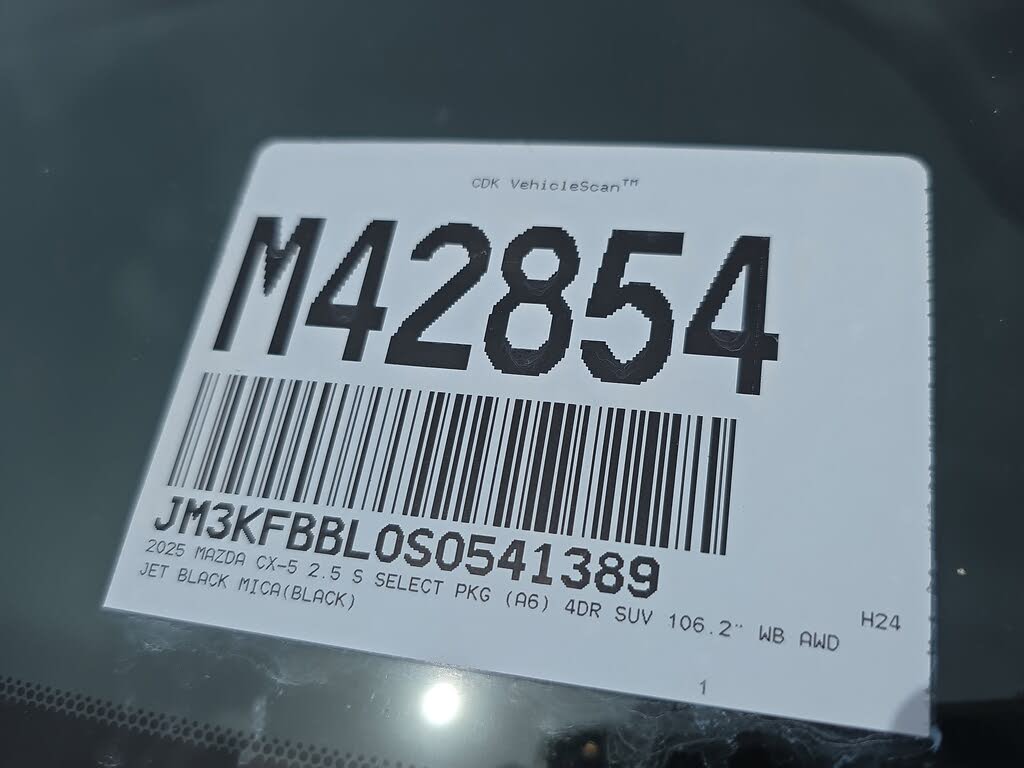 CDK VehicleScan™
M42854
JM3KFBBL0S0541389
2025 MAZDA CX-5 2.5 S SELECT PKG (A6) 4DR SUV 106.2" WB AWD
JET BLACK MICA(BLACK)
H24
1